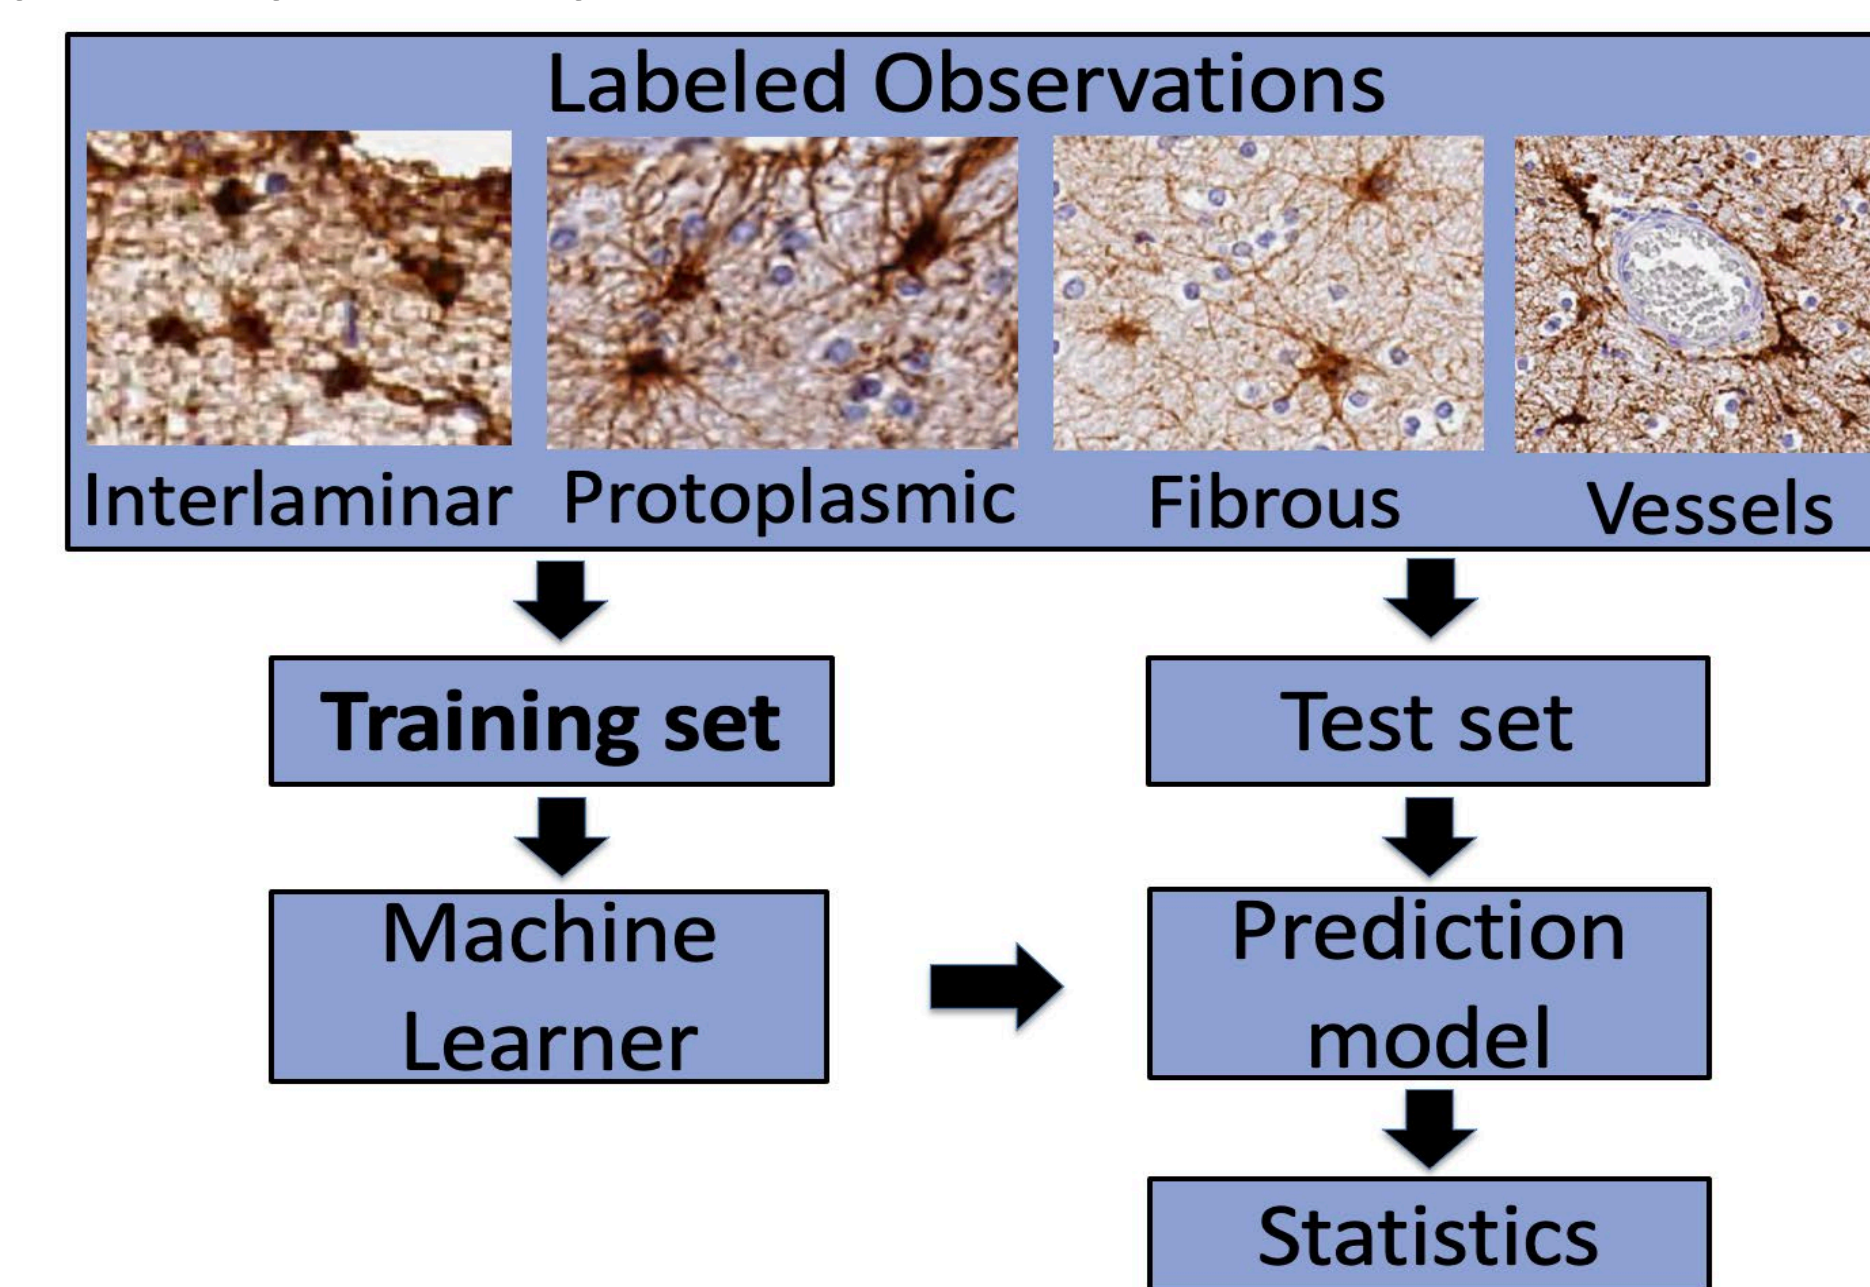 Labeled Observations
Interlaminar
Protoplasmic
Fibrous
Vessels
Training set
Test set
Machine
Learner
Prediction
model
Statistics